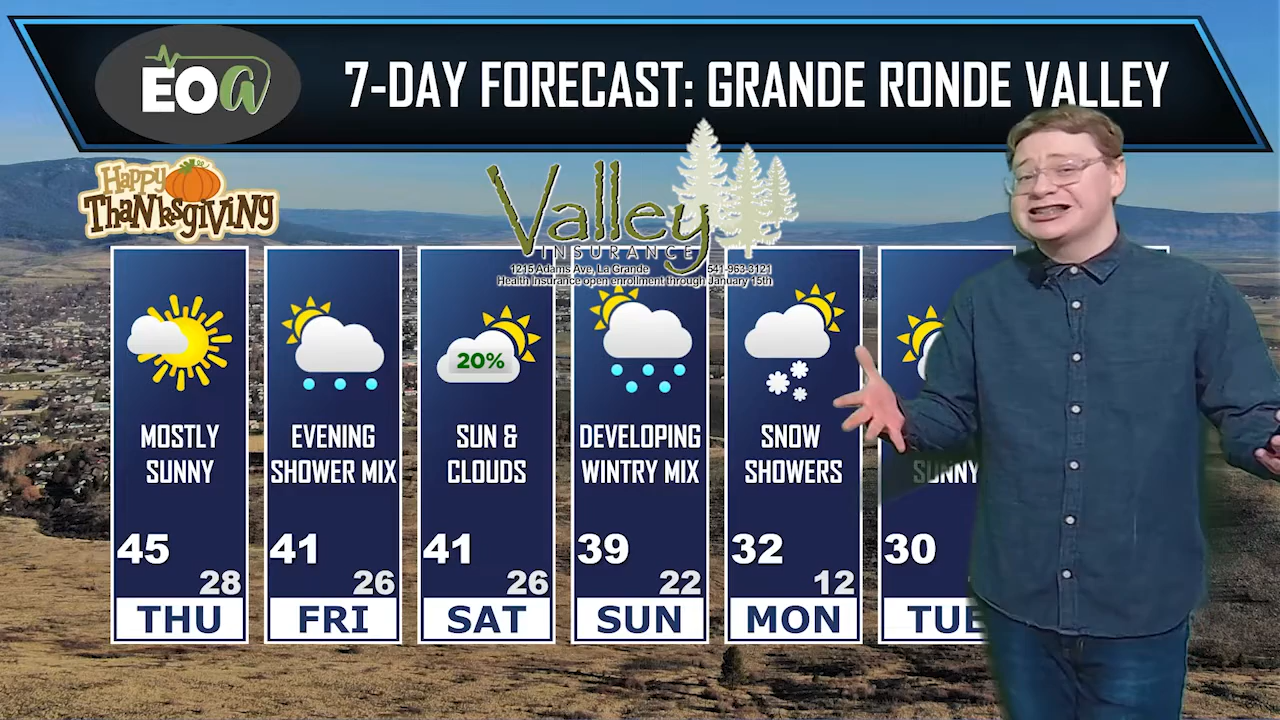 EOA
7-DAY FORECAST: GRANDE RONDE VALLEY
HAPPY
THANKSGIVING
Valley
INSURANCE
1215 Adams Ave, La Grande 541-963-3121
Health Insurance open enrollment through January 15th
MOSTLY
SUNNY
45
28
THU
EVENING
SHOWER MIX
41
26
FRI
20%
SUN &
CLOUDS
41
26
SAT
DEVELOPING
WINTRY MIX
39
22
SUN
SNOW
SHOWERS
32
12
MON
SUNNY
30
TUE